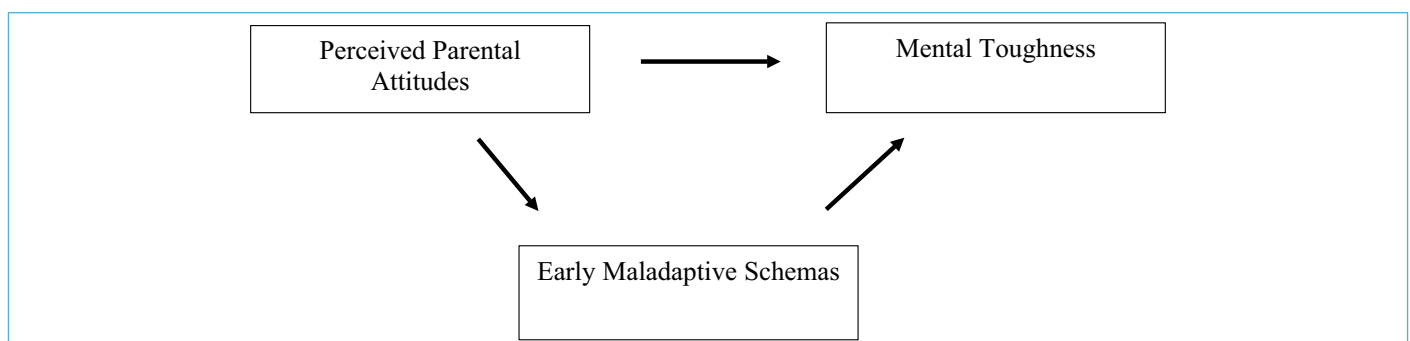 Perceived Parental
Attitudes
Mental Toughness
Early Maladaptive Schemas